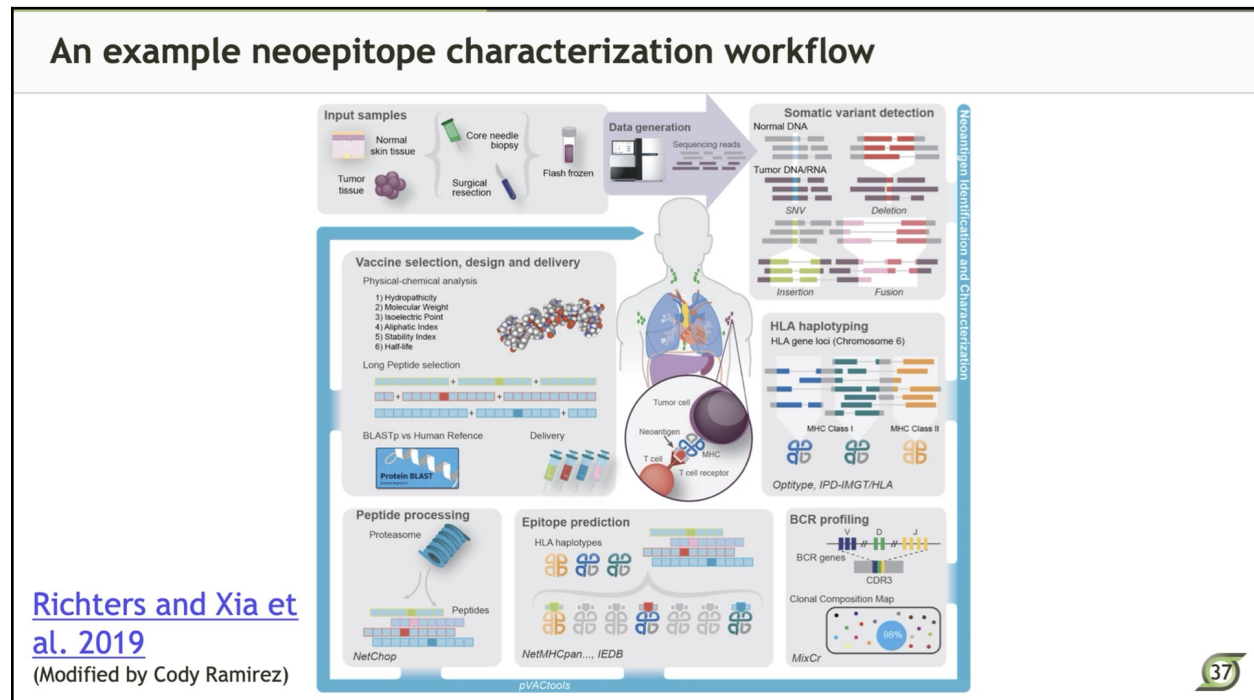 An example neoepitope characterization workflow
Input samples
Normal
skin tissue
Tumor
tissue
Core needle
biopsy
Surgical
resection
Flash frozen
Data generation
Sequencing reads
Somatic variant detection
Normal DNA
Tumor DNA/RNA
SNV
Deletion
Insertion
Fusion
Neoantigen Identification and Characterization
HLA haplotyping
HLA gene loci (Chromosome 6)
MHC Class I
MHC Class II
Optitype, IPD-IMGT/HLA
Vaccine selection, design and delivery
Physical-chemical analysis
1) Hydropathicity
2) Molecular Weight
3) Isoelectric Point
4) Aliphatic Index
5) Stability Index
6) Half-life
Long Peptide selection
+ +
+ +
+ +
BLASTp vs Human Refence
Delivery
Protein BLAST
Tumor cell
Neoantigen
MHC
T cell
T cell receptor
Peptide processing
Proteasome
Peptides
NetChop
Epitope prediction
HLA haplotypes
NetMHCpan..., IEDB
BCR profiling
V D J
// //
BCR genes
CDR3
Clonal Composition Map
98%
MixCr
pVACtools
Richters and Xia et
al. 2019
(Modified by Cody Ramirez)
37